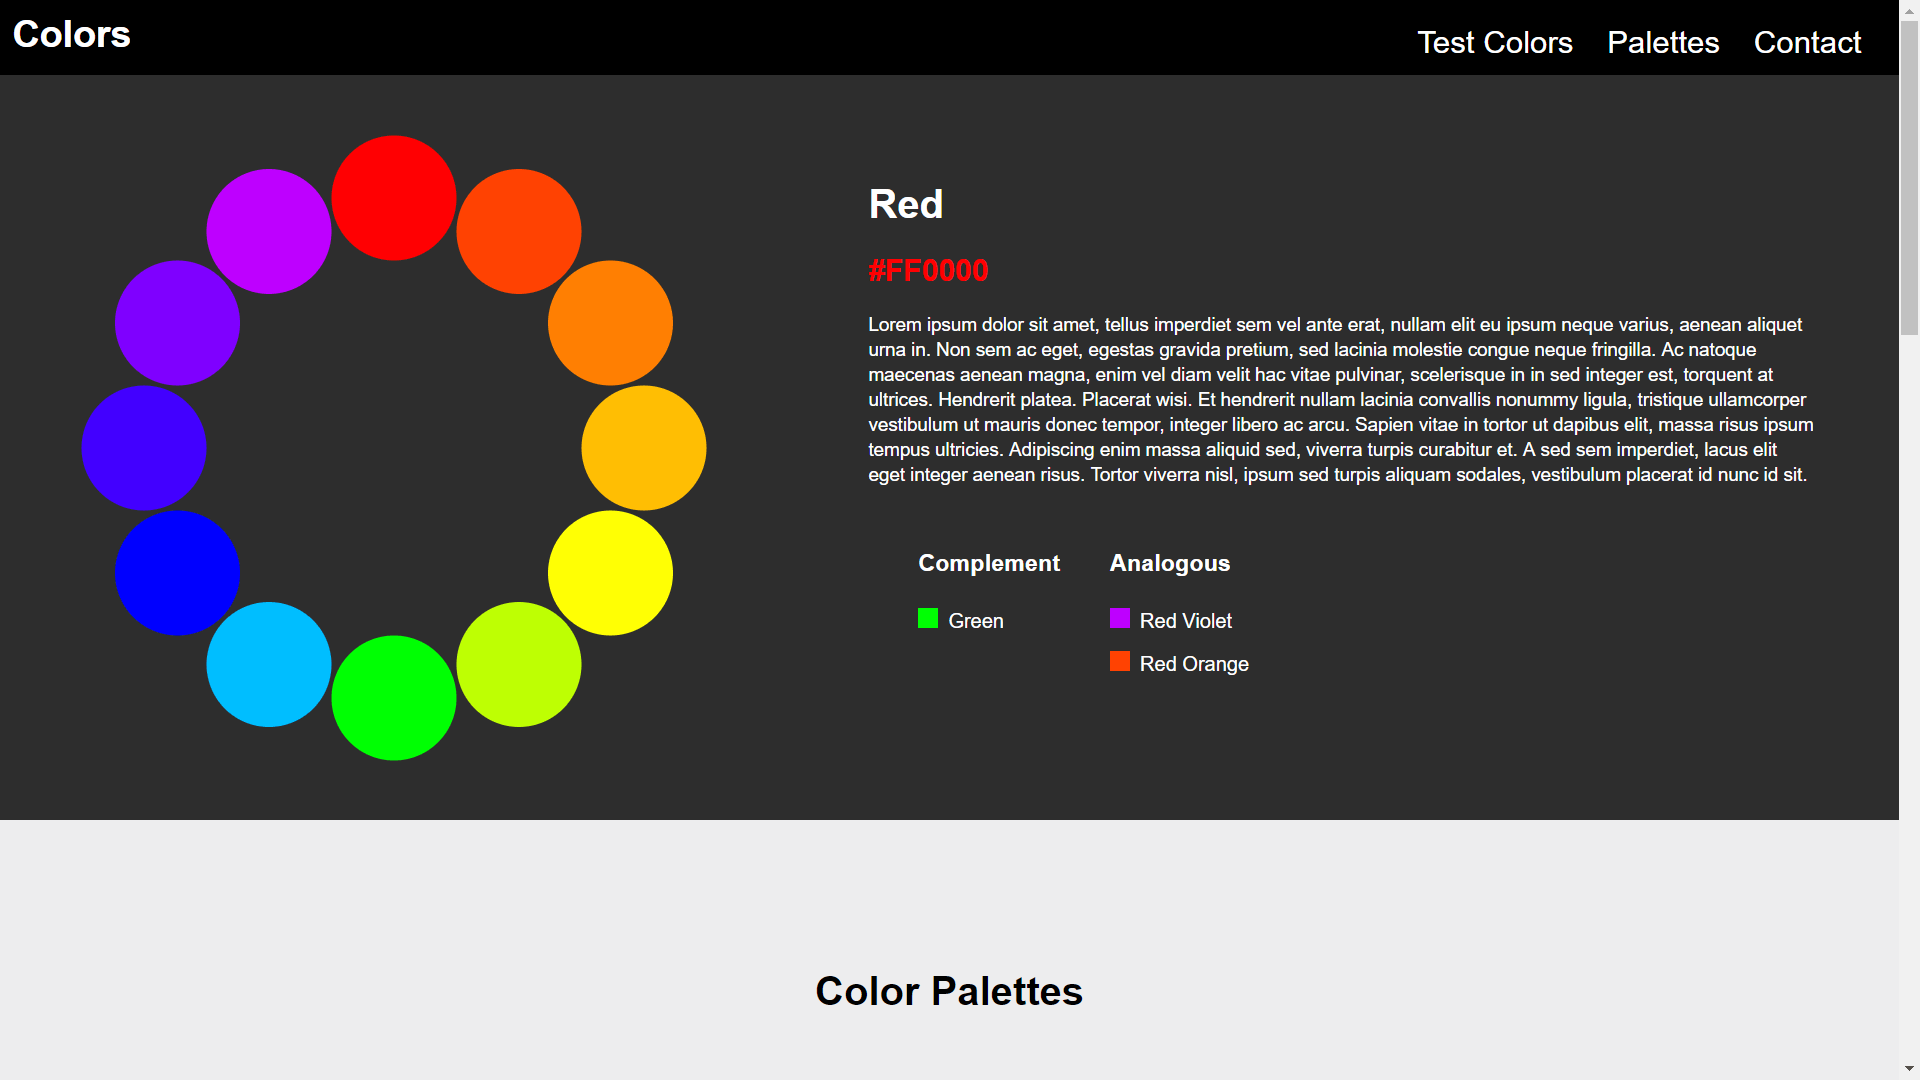 Colors
Test Colors Palettes Contact
Red
#FF0000
Lorem ipsum dolor sit amet, tellus imperdiet sem vel ante erat, nullam elit eu ipsum neque varius, aenean aliquet
urna in. Non sem ac eget, egestas gravida pretium, sed lacinia molestie congue neque fringilla. Ac natoque
maecenas aenean magna, enim vel diam velit hac vitae pulvinar, scelerisque in in sed integer est, torquent at
ultrices. Hendrerit platea. Placerat wisi. Et hendrerit nullam lacinia convallis nonummy ligula, tristique ullamcorper
vestibulum ut mauris donec tempor, integer libero ac arcu. Sapien vitae in tortor ut dapibus elit, massa risus ipsum
tempus ultricies. Adipiscing enim massa aliquid sed, viverra turpis curabitur et. A sed sem imperdiet, lacus elit
eget integer aenean risus. Tortor viverra nisl, ipsum sed turpis aliquam sodales, vestibulum placerat id nunc id sit.
Complement
Green
Analogous
Red Violet
Red Orange
Color Palettes